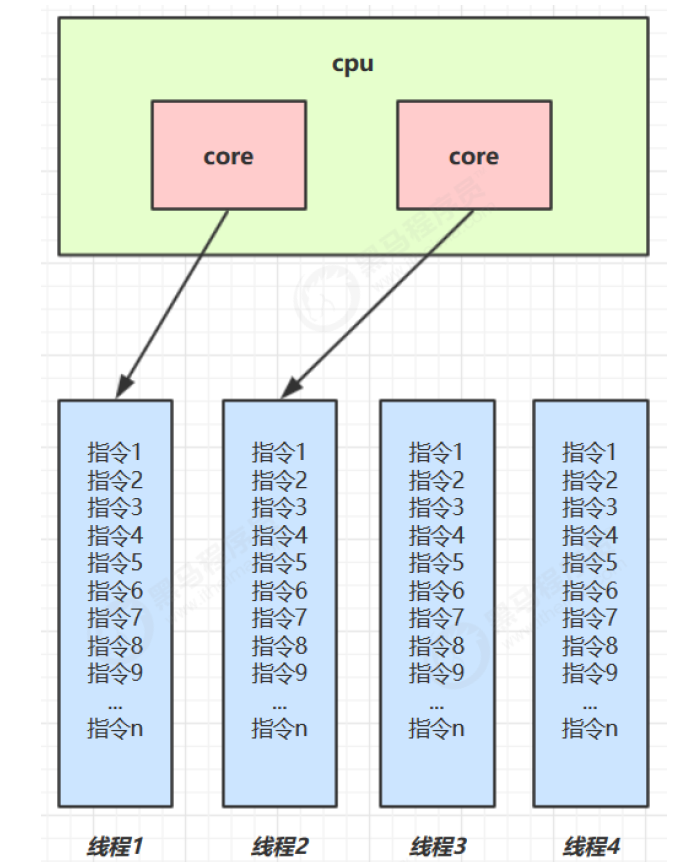 cpu
core core
指令1 指令1 指令1 指令1
指令2 指令2 指令2 指令2
指令3 指令3 指令3 指令3
指令4 指令4 指令4 指令4
指令5 指令5 指令5 指令5
指令6 指令6 指令6 指令6
指令7 指令7 指令7 指令7
指令8 指令8 指令8 指令8
指令9 指令9 指令9 指令9
... ... ... ...
指令n 指令n 指令n 指令n
线程1 线程2 线程3 线程4
黑马程序员